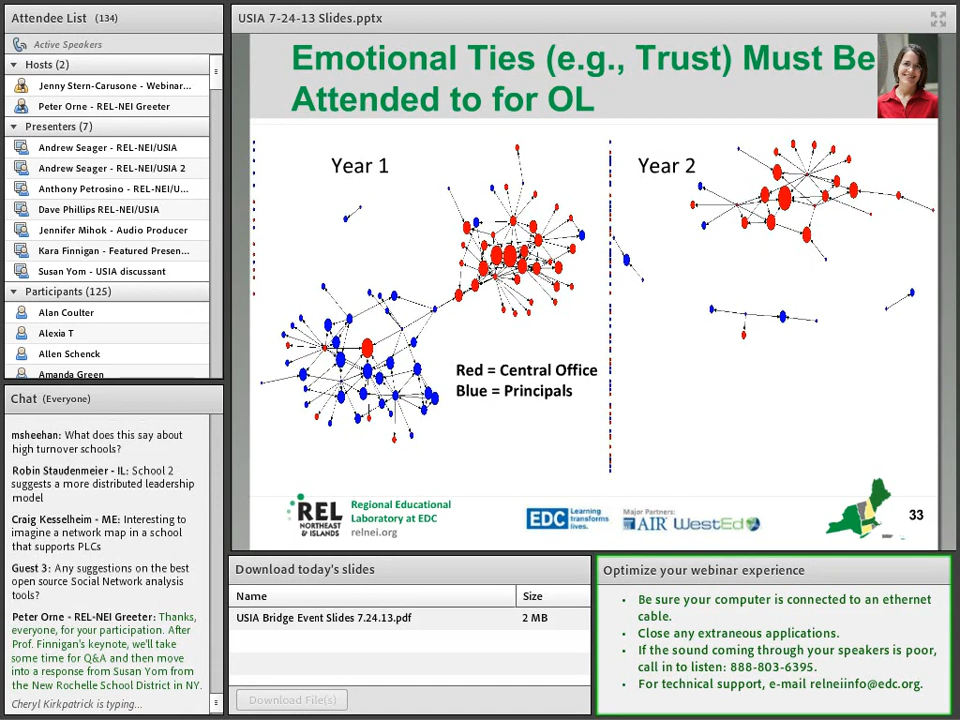 Attendee List (134)
Active Speakers
Hosts (2)
Jenny Stern-Carusone - Webinar...
Peter Orne - REL-NEI Greeter
Presenters (7)
Andrew Seager - REL-NEI/USIA
Andrew Seager - REL-NEI/USIA 2
Anthony Petrosino - REL-NEI/U...
Dave Phillips REL-NEI/USIA
Jennifer Mihok - Audio Producer
Kara Finnigan - Featured Presen...
Susan Yom - USIA discussant
Participants (125)
Alan Coulter
Alexia T
Allen Schenck
Amanda Green
Chat (Everyone)
msheehan: What does this say about
high turnover schools?
Robin Staudenmeier - IL: School 2
suggests a more distributed leadership
model
Craig Kesselheim - ME: Interesting to
imagine a network map in a school
that supports PLCs
Guest 3: Any suggestions on the best
open source Social Network analysis
tools?
Peter Orne - REL-NEI Greeter: Thanks,
everyone, for your participation. After
Prof. Finnigan's keynote, we'll take
some time for Q&A and then move
into a response from Susan Yom from
the New Rochelle School District in NY.
Cheryl Kirkpatrick is typing...
USIA 7-24-13 Slides.pptx
Emotional Ties (e.g., Trust) Must Be
Attended to for OL
Year 1
Year 2
Red = Central Office
Blue = Principals
REL
NORTHEAST
& ISLANDS
Regional Educational
Laboratory at EDC
relnei.org
EDC
Learning
transforms
lives.
Major Partners:
AIR WestEd
33
Download today's slides
Name
Size
USIA Bridge Event Slides 7.24.13.pdf
2 MB
Download File(s)
Optimize your webinar experience
• Be sure your computer is connected to an ethernet
cable.
• Close any extraneous applications.
• If the sound coming through your speakers is poor,
call in to listen: 888-803-6395.
• For technical support, e-mail relneiinfo@edc.org.